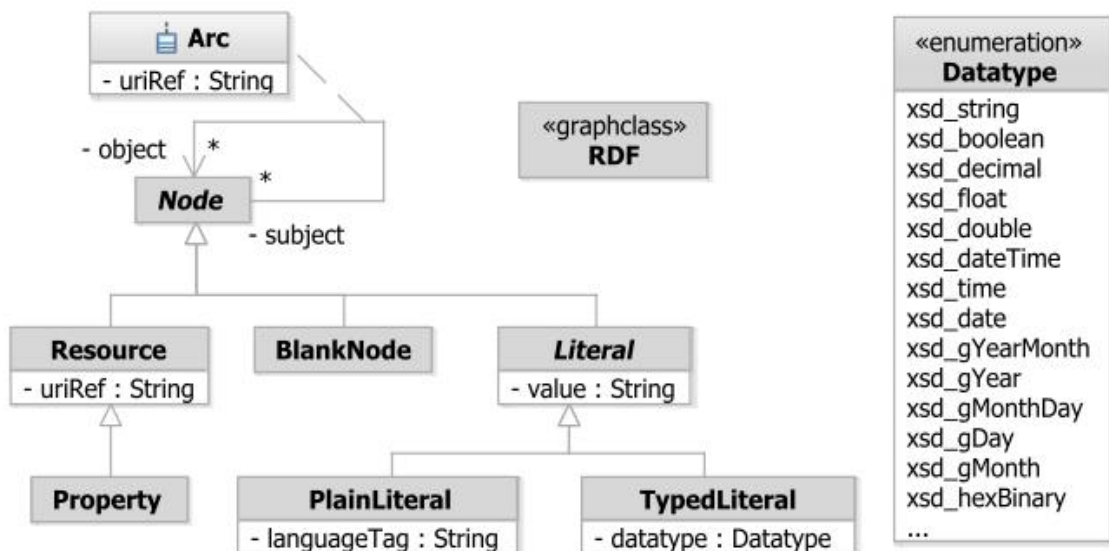 Arc
- uriRef : String
- object
*
*
Node
- subject
«graphclass»
RDF
Resource
- uriRef : String
BlankNode
Literal
- value : String
Property
PlainLiteral
- languageTag : String
TypedLiteral
- datatype : Datatype
«enumeration»
Datatype
xsd_string
xsd_boolean
xsd_decimal
xsd_float
xsd_double
xsd_dateTime
xsd_time
xsd_date
xsd_gYearMonth
xsd_gYear
xsd_gMonthDay
xsd_gDay
xsd_gMonth
xsd_hexBinary
...